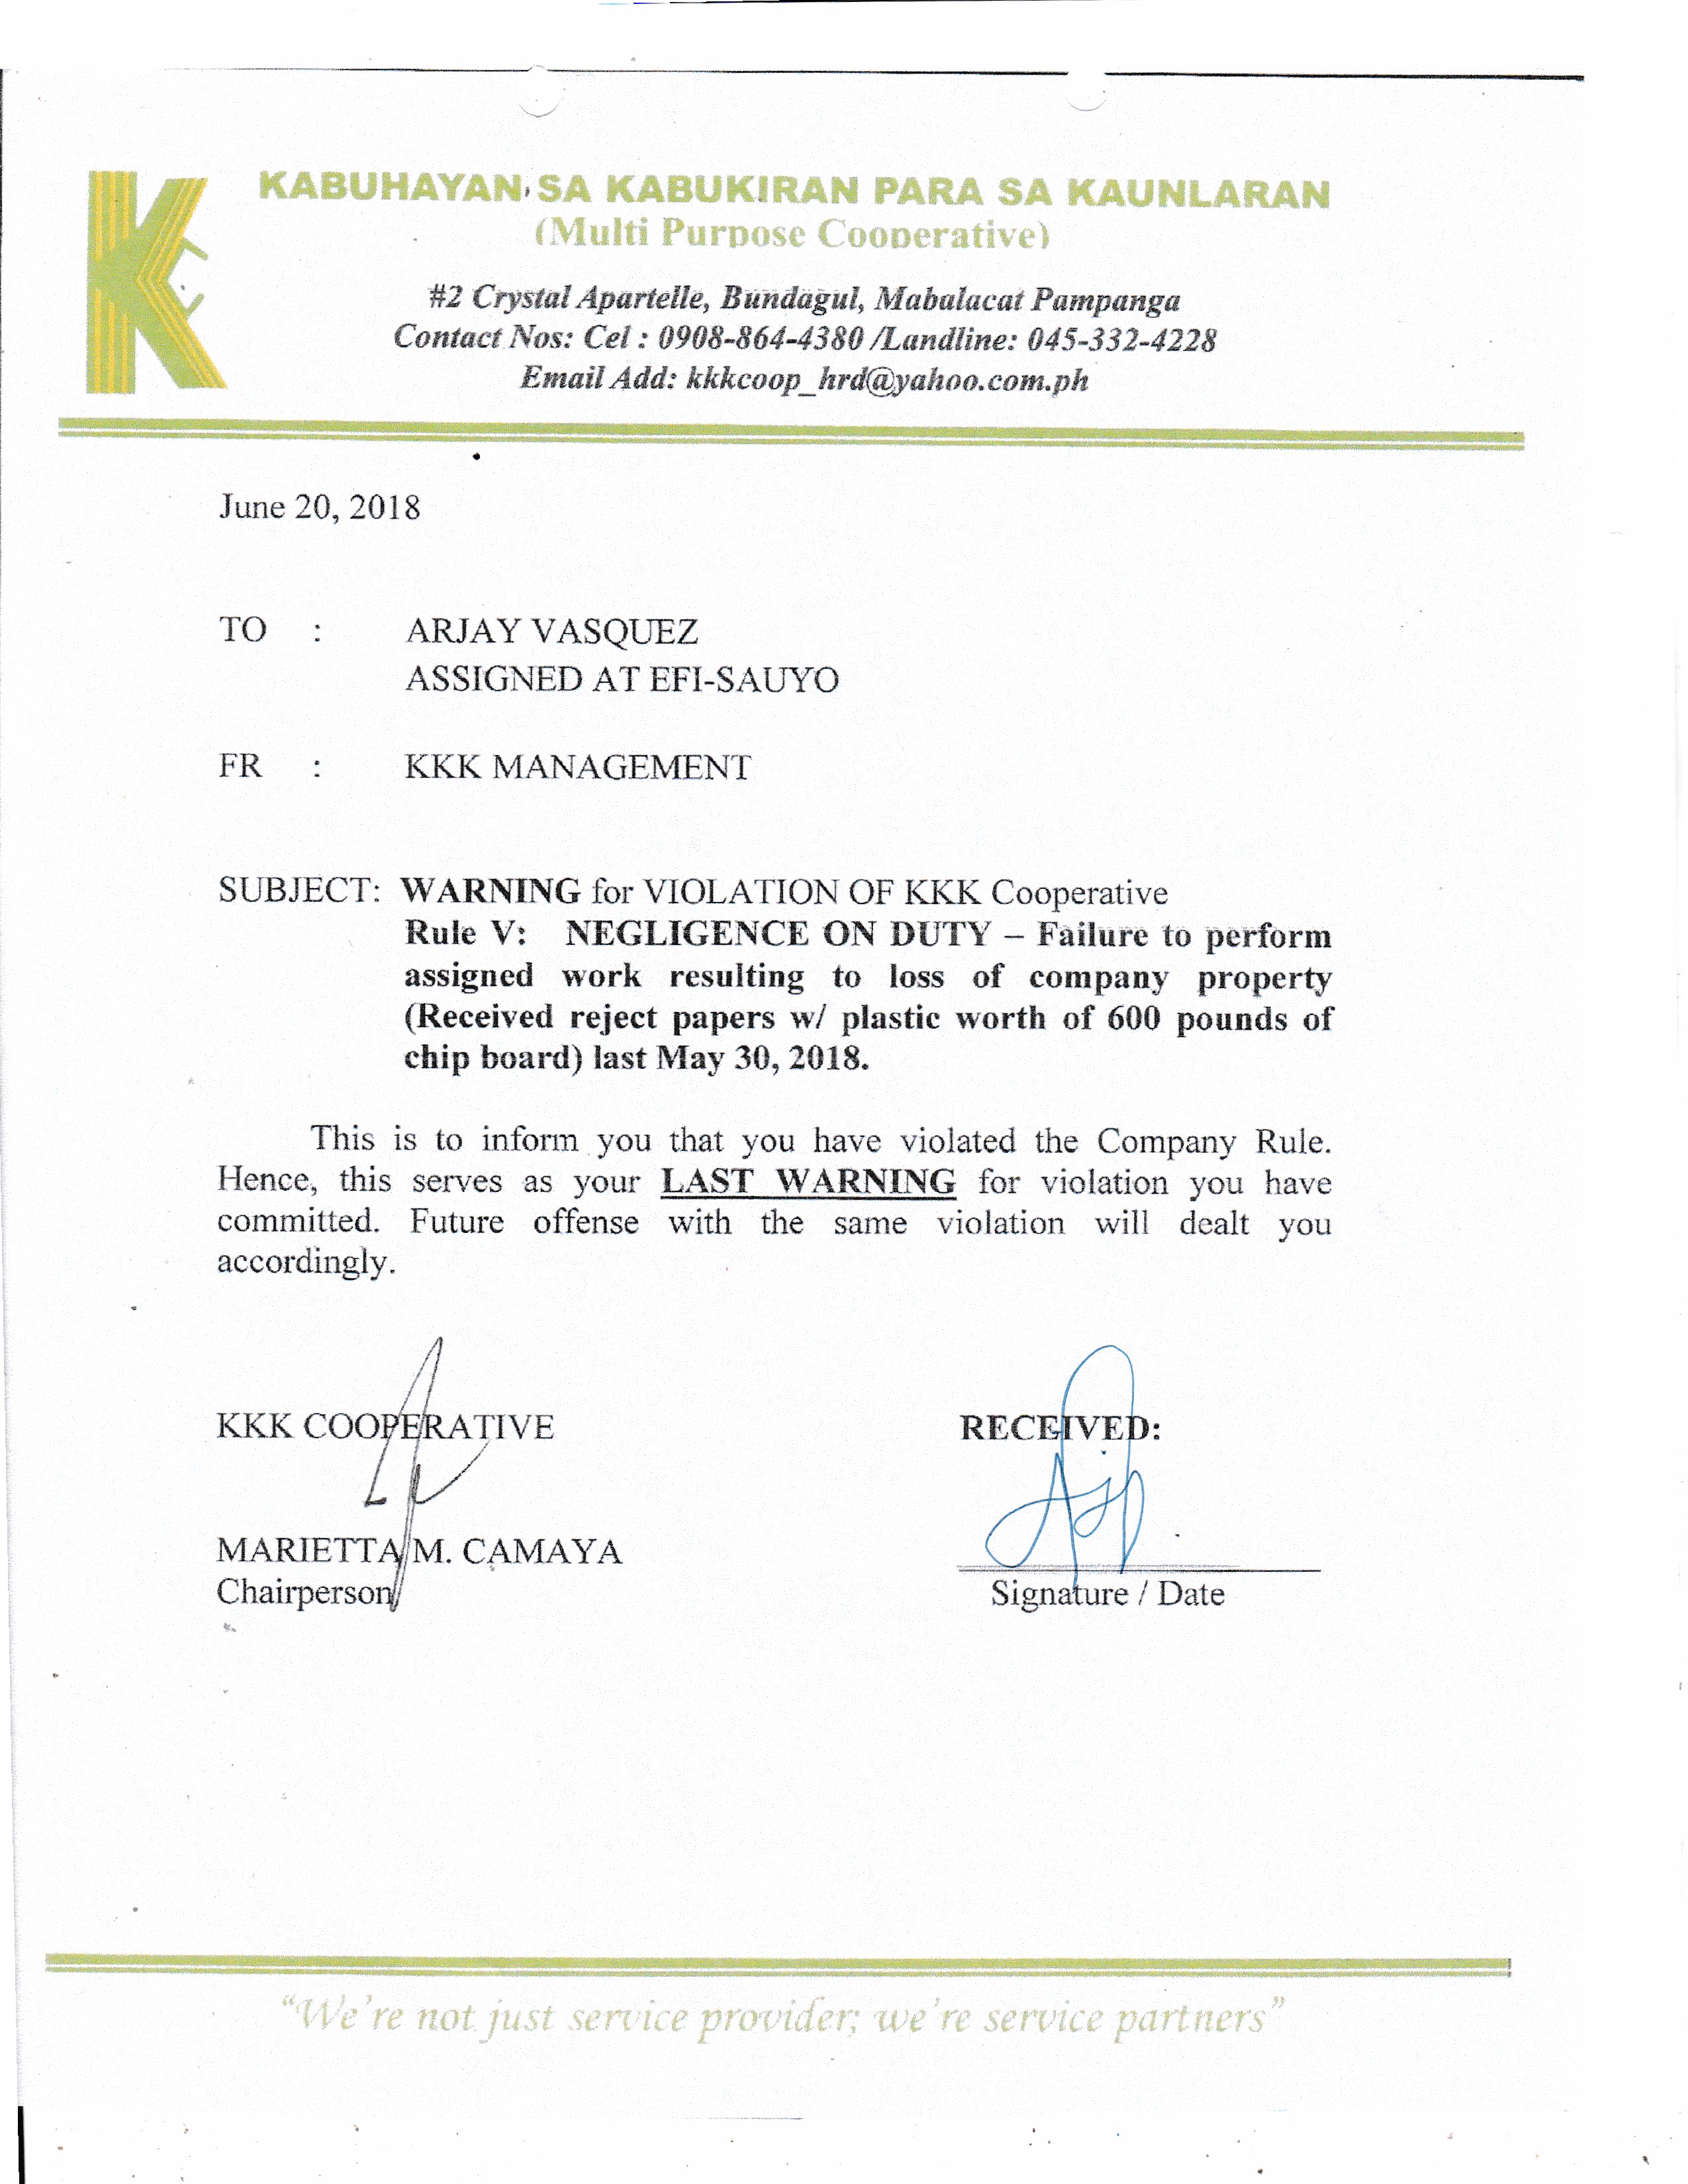 KABUHAYAN SA KABUKIRAN PARA SA KAUNLARAN
(Multi Purpose Cooperative)
#2 Crystal Apartelle, Bundagul, Mabalacat Pampanga
Contact Nos: Cel : 0908-864-4380 /Landline: 045-332-4228
Email Add: kkkcoop_hrd@yahoo.com.ph
June 20, 2018
TO : ARJAY VASQUEZ
ASSIGNED AT EFI-SAUYO
FR : KKK MANAGEMENT
SUBJECT: WARNING for VIOLATION OF KKK Cooperative
Rule V: NEGLIGENCE ON DUTY – Failure to perform
assigned work resulting to loss of company property
(Received reject papers w/ plastic worth of 600 pounds of
chip board) last May 30, 2018.
This is to inform you that you have violated the Company Rule.
Hence, this serves as your LAST WARNING for violation you have
committed. Future offense with the same violation will dealt you
accordingly.
KKK COOPERATIVE RECEIVED:
MARIETTA M. CAMAYA
Chairperson Signature / Date
“We’re not just service provider; we’re service partners”